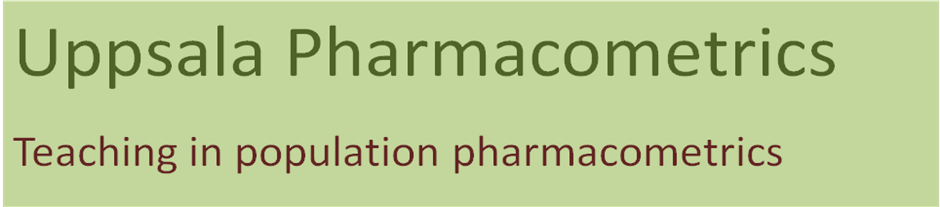 Uppsala Pharmacometrics
Teaching in population pharmacometrics